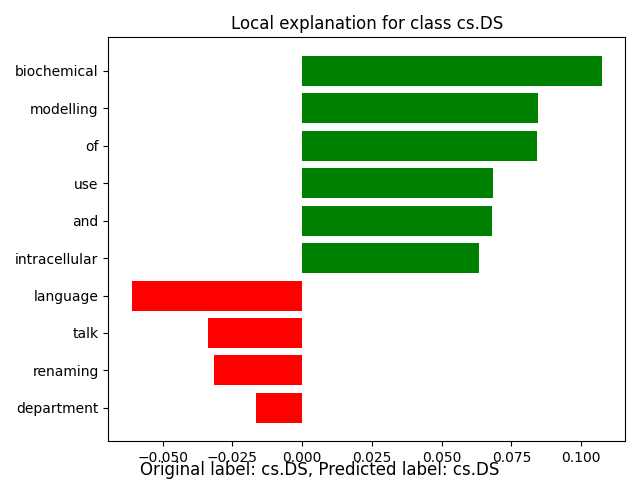 Local explanation for class cs.DS
biochemical
modelling
of
use
and
intracellular
language
talk
renaming
department
−0.050 −0.025 0.000 0.025 0.050 0.075 0.100
Original label: cs.DS, Predicted label: cs.DS